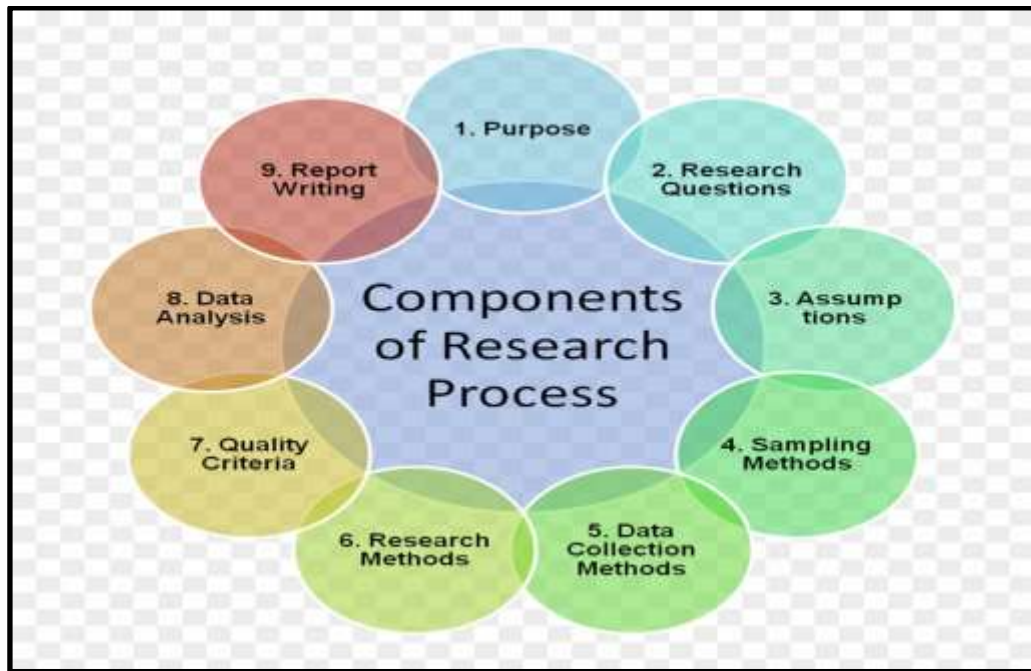 1. Purpose
2. Research
Questions
3. Assump
tions
4. Sampling
Methods
5. Data
Collection
Methods
6. Research
Methods
7. Quality
Criteria
8. Data
Analysis
9. Report
Writing
Components
of Research
Process